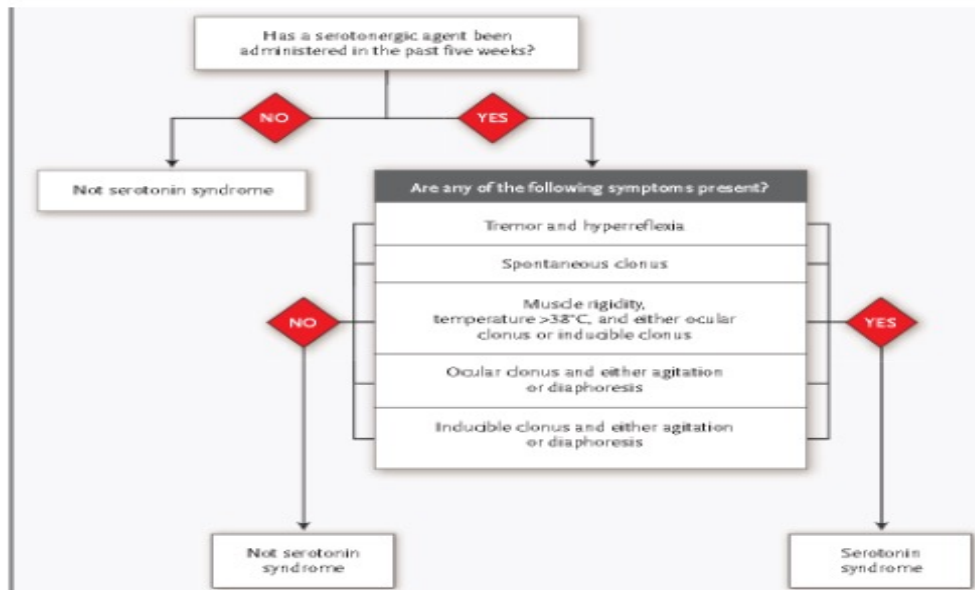 Has a serotonergic agent been
administered in the past five weeks?
NO
YES
Not serotonin syndrome
Are any of the following symptoms present?
Tremor and hyperreflexia
Spontaneous clonus
Muscle rigidity,
temperature >38°C, and either ocular
clonus or inducible clonus
NO
YES
Ocular clonus and either agitation
or diaphoresis
Inducible clonus and either agitation
or diaphoresis
Not serotonin
syndrome
Serotonin
syndrome